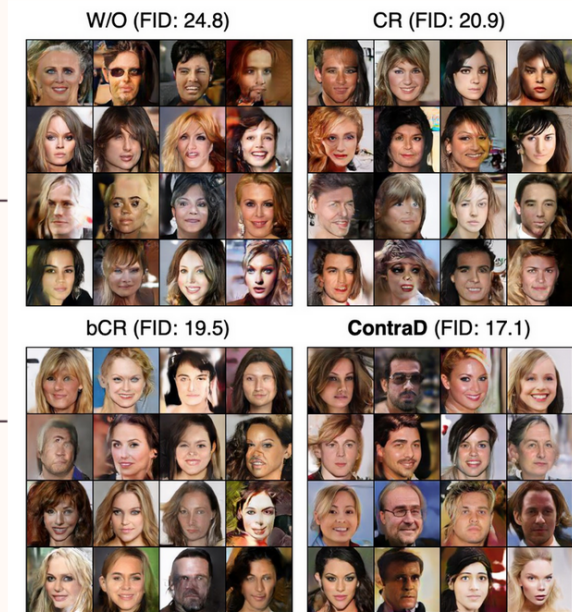 W/O (FID: 24.8)
CR (FID: 20.9)
bCR (FID: 19.5)
ContraD (FID: 17.1)